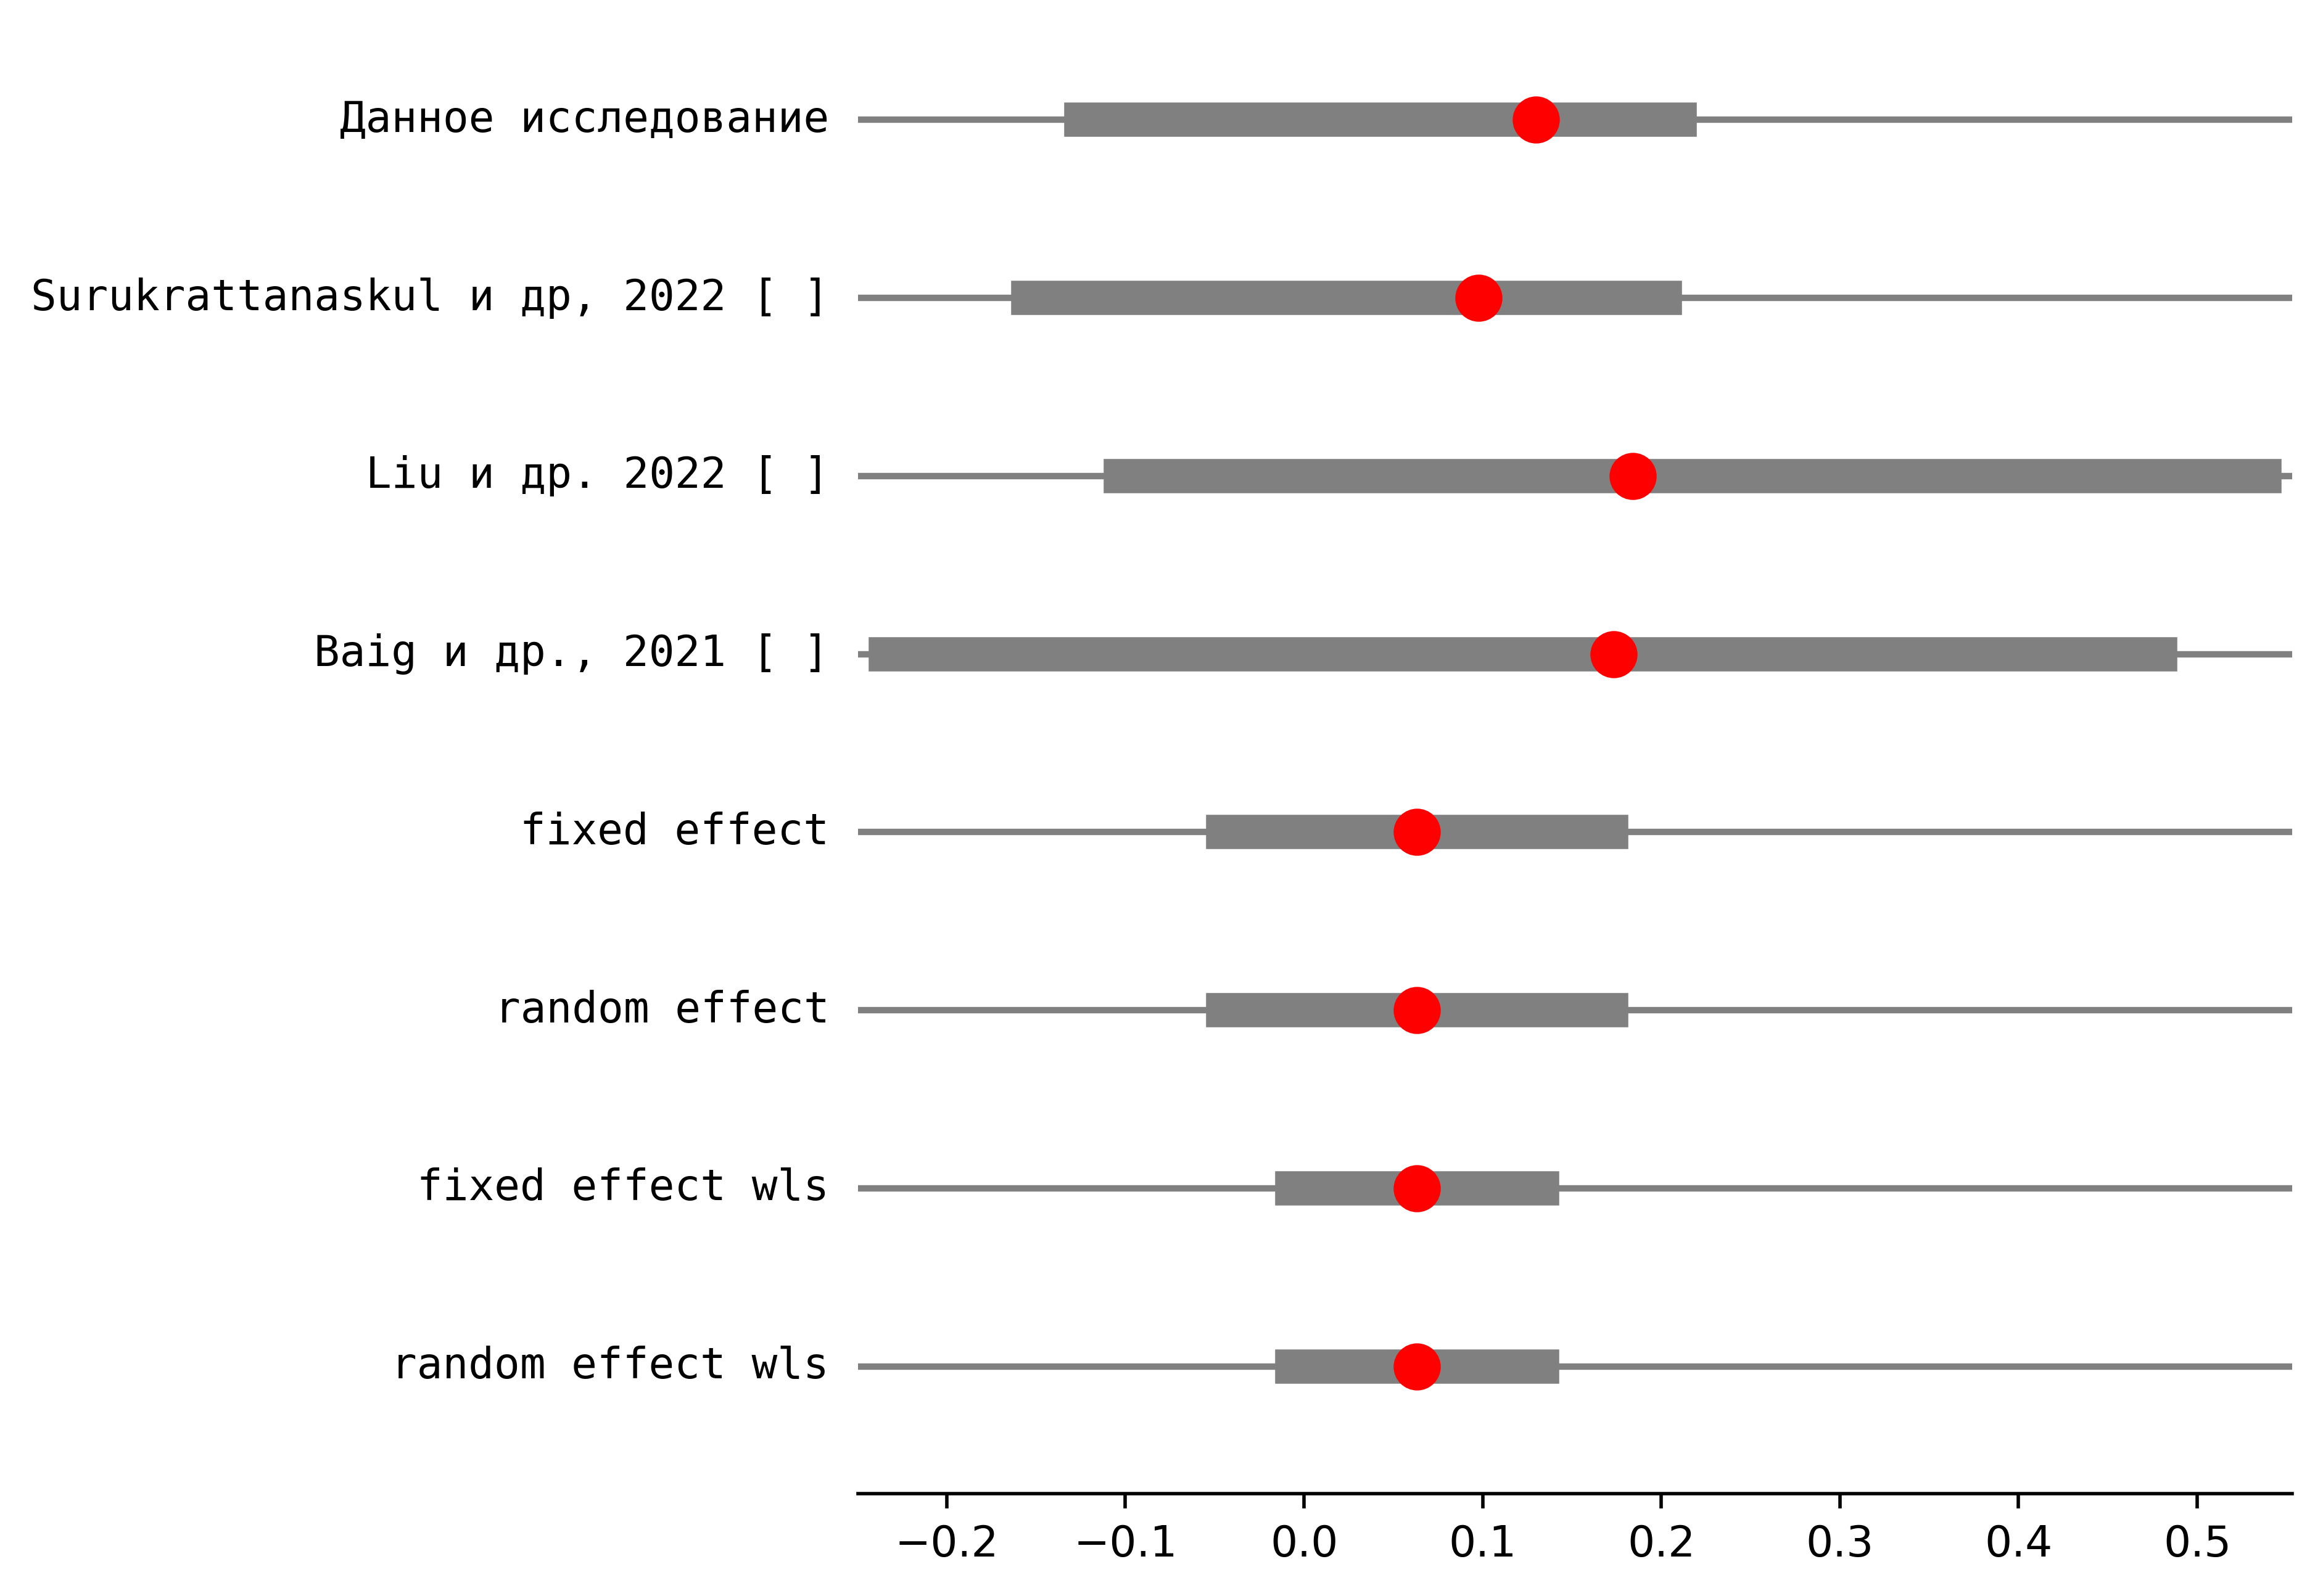 Данное исследование
Surukrattanaskul и др, 2022 [ ]
Liu и др. 2022 [ ]
Baig и др., 2021 [ ]
fixed effect
random effect
fixed effect wls
random effect wls
−0.2 −0.1 0.0 0.1 0.2 0.3 0.4 0.5